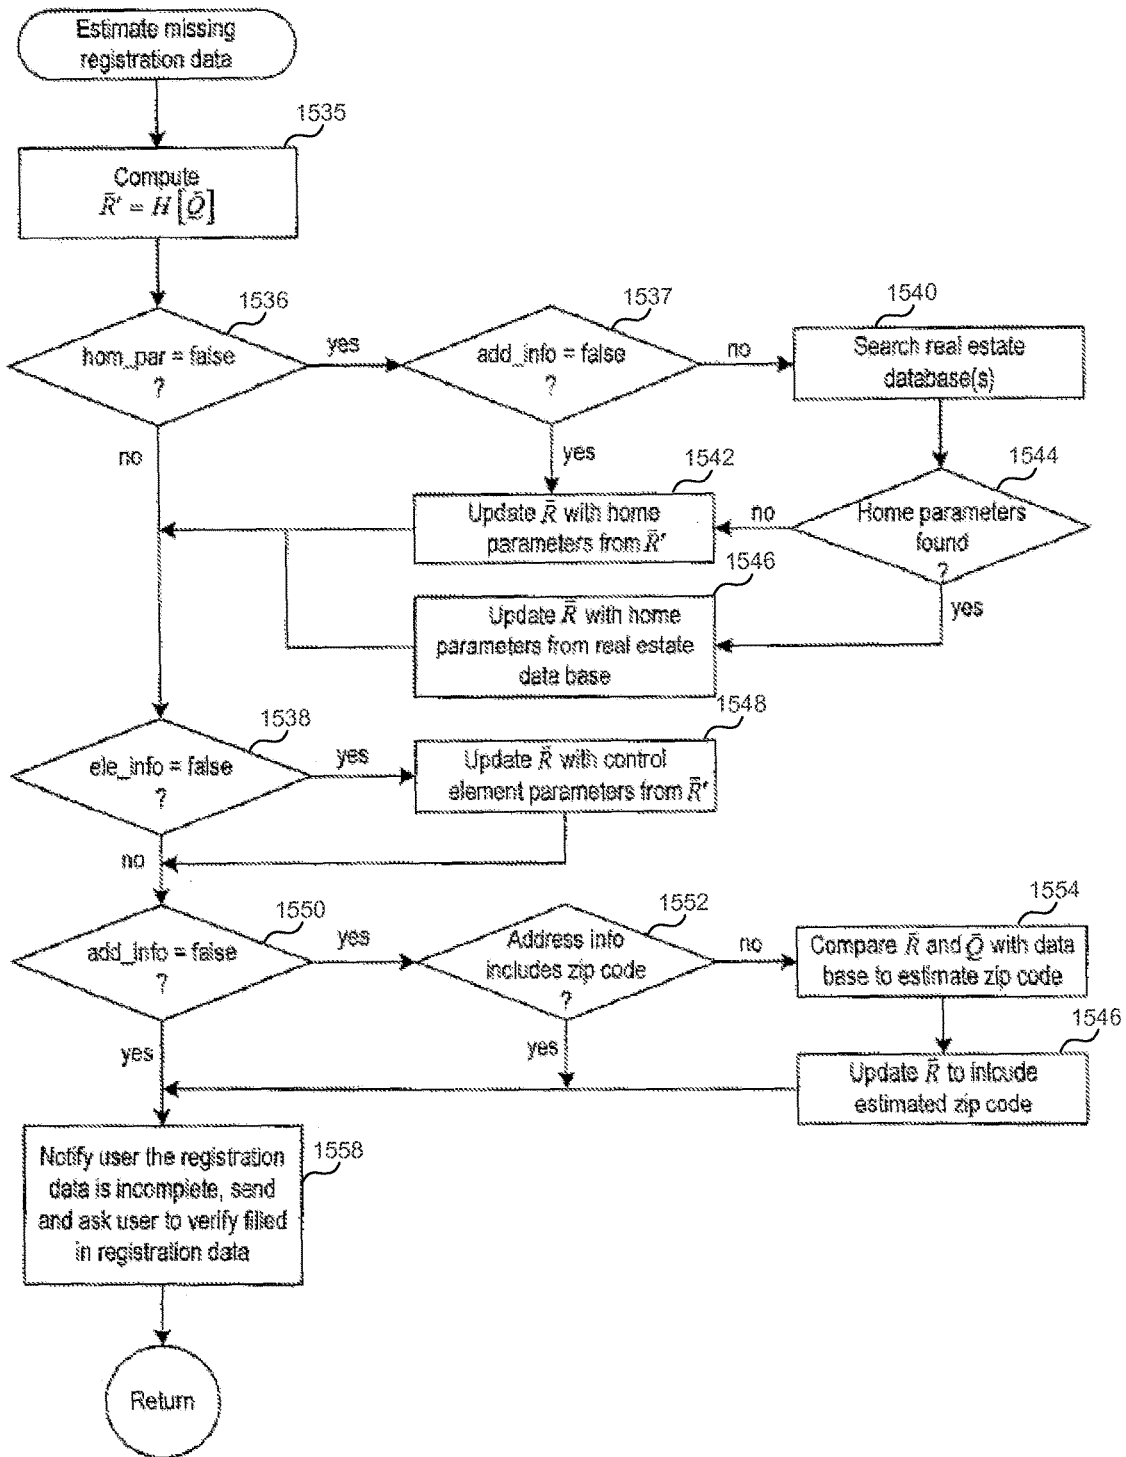 Estimate missing
registration data
1535
Compute
R̄' = H [Q̄]
1536
hom_par = false
?
yes
no
1537
add_info = false
?
no
yes
1540
Search real estate
database(s)
1544
Home parameters
found
?
no
yes
1542
Update R̄ with home
parameters from R̄'
1546
Update R̄ with home
parameters from real estate
data base
1538
ele_info = false
?
yes
no
1548
Update R̄ with control
element parameters from R̄'
1550
add_info = false
?
yes
yes
1552
Address info
includes zip code
?
no
yes
1554
Compare R̄ and Q̄ with data
base to estimate zip code
1546
Update R̄ to inlcude
estimated zip code
1558
Notify user the registration
data is incomplete, send
and ask user to verify filled
in registration data
Return